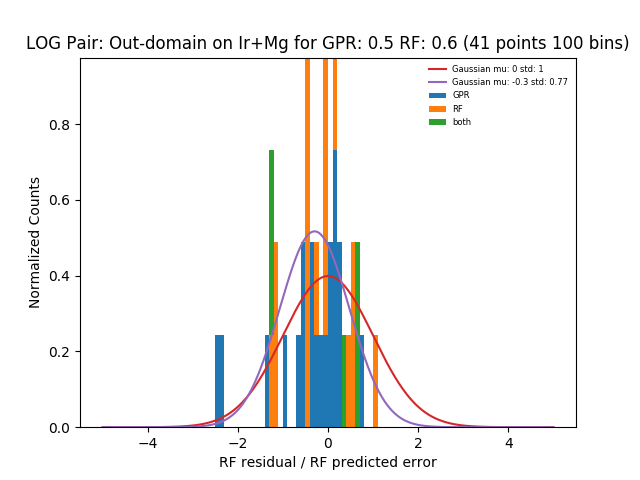 LOG Pair: Out-domain on Ir+Mg for GPR: 0.5 RF: 0.6 (41 points 100 bins)
Gaussian mu: 0 std: 1
Gaussian mu: -0.3 std: 0.77
GPR
RF
both
Normalized Counts
0.8
0.6
0.4
0.2
0.0
−4
−2
0
2
4
RF residual / RF predicted error